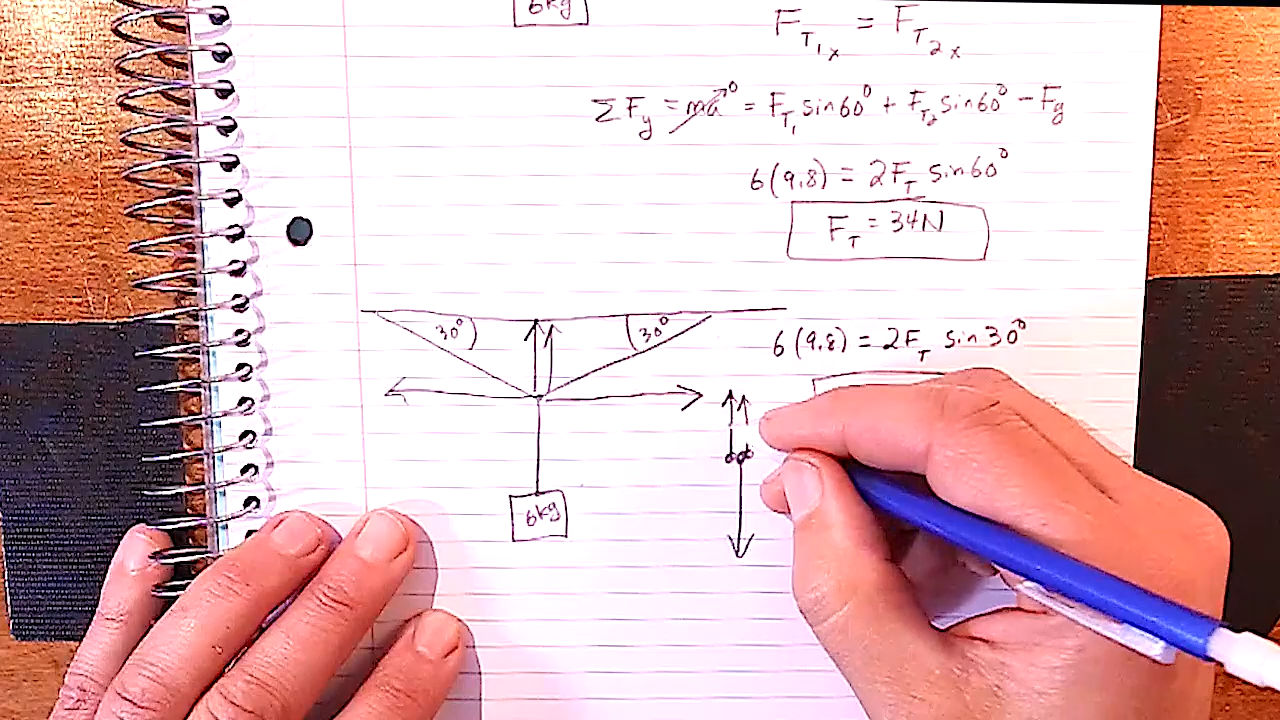 6kg
F_T₁x = F_T₂x
ΣF_y = ma⃗ 0 = F_T₁ sin60° + F_T₂ sin60° − F_g
6(9.8) = 2F_T sin60°
F_T = 34N
30° 30°
6(9.8) = 2F_T sin30°
6kg